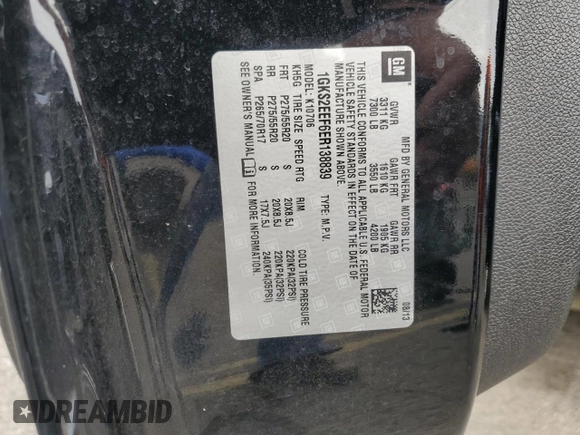 GM
MFD BY GENERAL MOTORS LLC
08/13
GVWR GAWR FRT GAWR RR
3311 KG 1610 KG 1905 KG
7300 LB 3550 LB 4200 LB
THIS VEHICLE CONFORMS TO ALL APPLICABLE U.S. FEDERAL MOTOR
VEHICLE SAFETY STANDARDS IN EFFECT ON THE DATE OF
MANUFACTURE SHOWN ABOVE.
1GKS2EEF6ER138839 TYPE: M.P.V.
MODEL: K10706
KH5G TIRE SIZE SPEED RTG RIM COLD TIRE PRESSURE
FRT P275/55R20 S 20X8.5J 220KPA(32PSI)
RR P275/55R20 S 20X8.5J 220KPA(32PSI)
SPA P265/70R17 S 17X7.5J 240KPA(35PSI)
SEE OWNER'S MANUAL FOR MORE INFORMATION.
DREAMBID